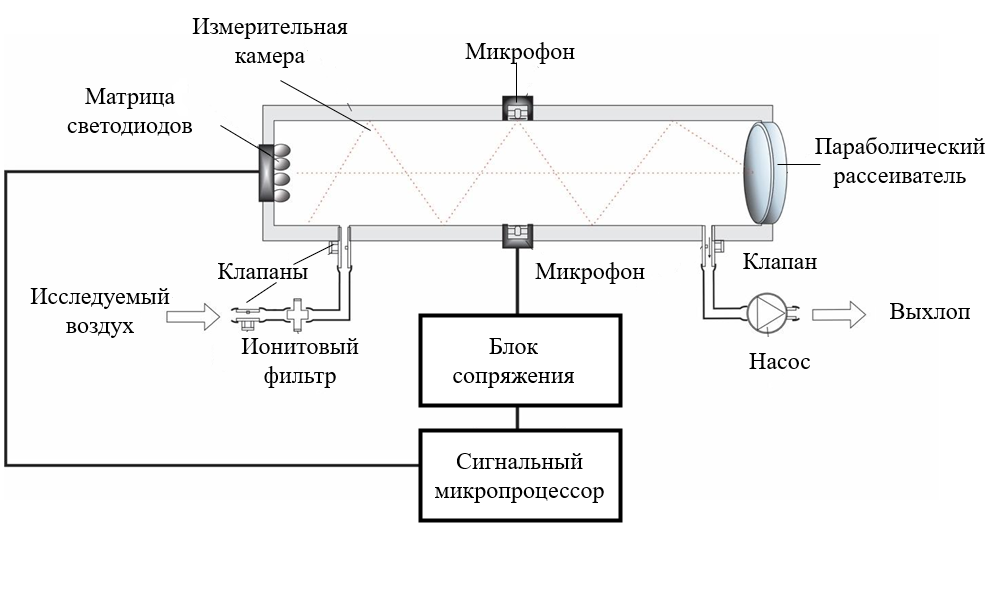 Измерительная
камера
Микрофон
Матрица
светодиодов
Параболический
рассеиватель
Клапаны
Микрофон
Клапан
Исследуемый
воздух
Выхлоп
Ионитовый
фильтр
Блок
сопряжения
Насос
Сигнальный
микропроцессор